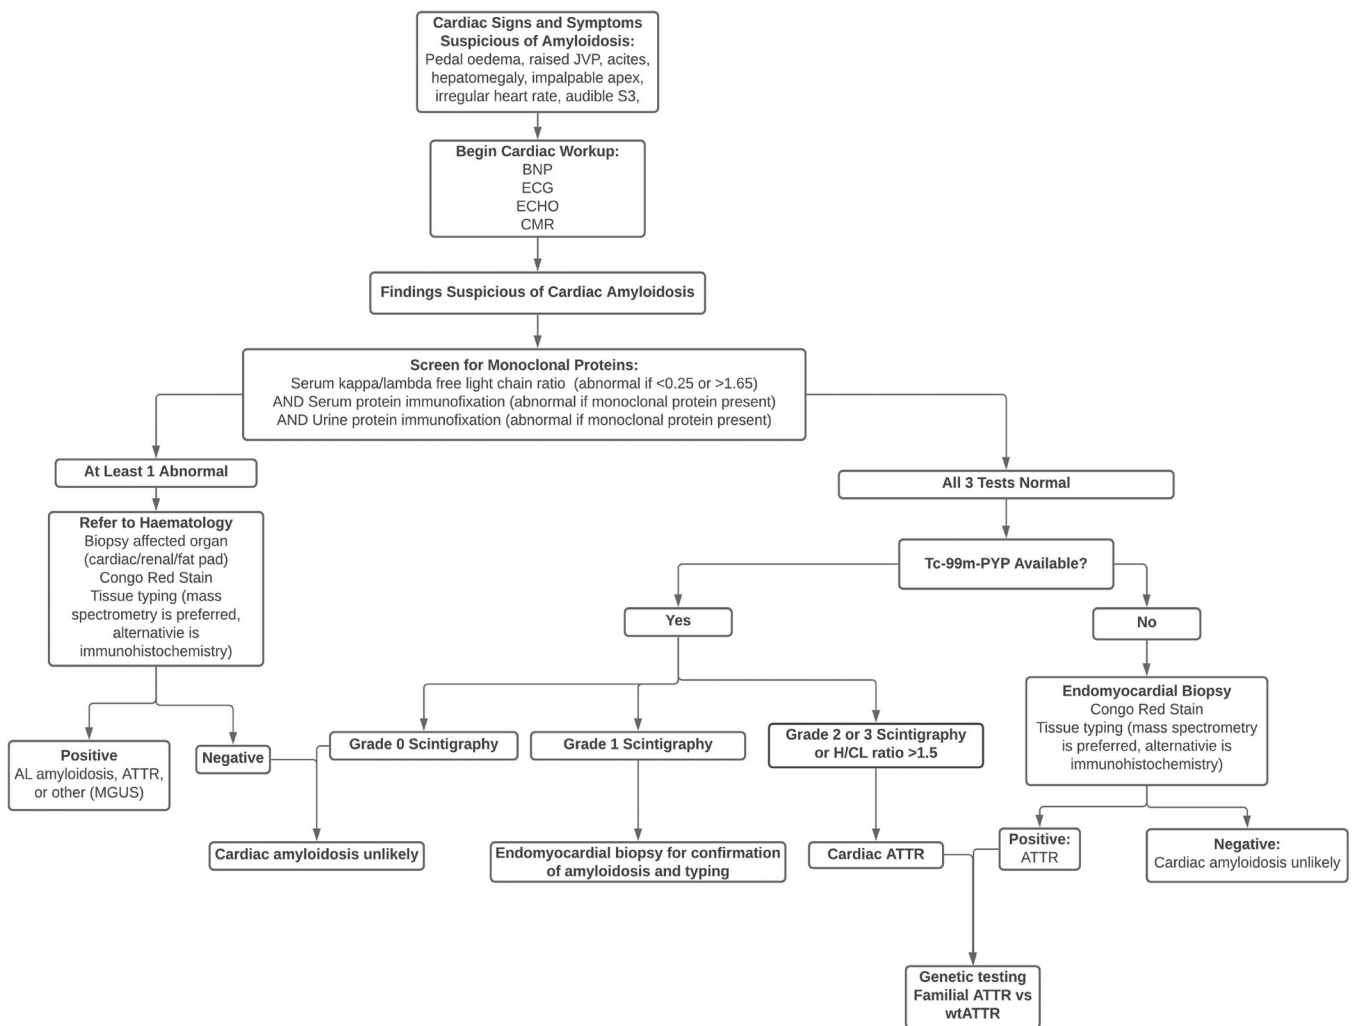 Cardiac Signs and Symptoms
Suspicious of Amyloidosis:
Pedal oedema, raised JVP, acites,
hepatomegaly, impalpable apex,
irregular heart rate, audible S3,
Begin Cardiac Workup:
BNP
ECG
ECHO
CMR
Findings Suspicious of Cardiac Amyloidosis
Screen for Monoclonal Proteins:
Serum kappa/lambda free light chain ratio (abnormal if <0.25 or >1.65)
AND Serum protein immunofixation (abnormal if monoclonal protein present)
AND Urine protein immunofixation (abnormal if monoclonal protein present)
At Least 1 Abnormal
All 3 Tests Normal
Refer to Haematology
Biopsy affected organ
(cardiac/renal/fat pad)
Congo Red Stain
Tissue typing (mass
spectrometry is preferred,
alternativie is
immunohistochemistry)
Tc-99m-PYP Available?
Yes
No
Endomyocardial Biopsy
Congo Red Stain
Tissue typing (mass spectrometry
is preferred, alternativie is
immunohistochemistry)
Positive
AL amyloidosis, ATTR,
or other (MGUS)
Negative
Grade 0 Scintigraphy
Grade 1 Scintigraphy
Grade 2 or 3 Scintigraphy
or H/CL ratio >1.5
Cardiac amyloidosis unlikely
Endomyocardial biopsy for confirmation
of amyloidosis and typing
Cardiac ATTR
Positive:
ATTR
Negative:
Cardiac amyloidosis unlikely
Genetic testing
Familial ATTR vs
wtATTR